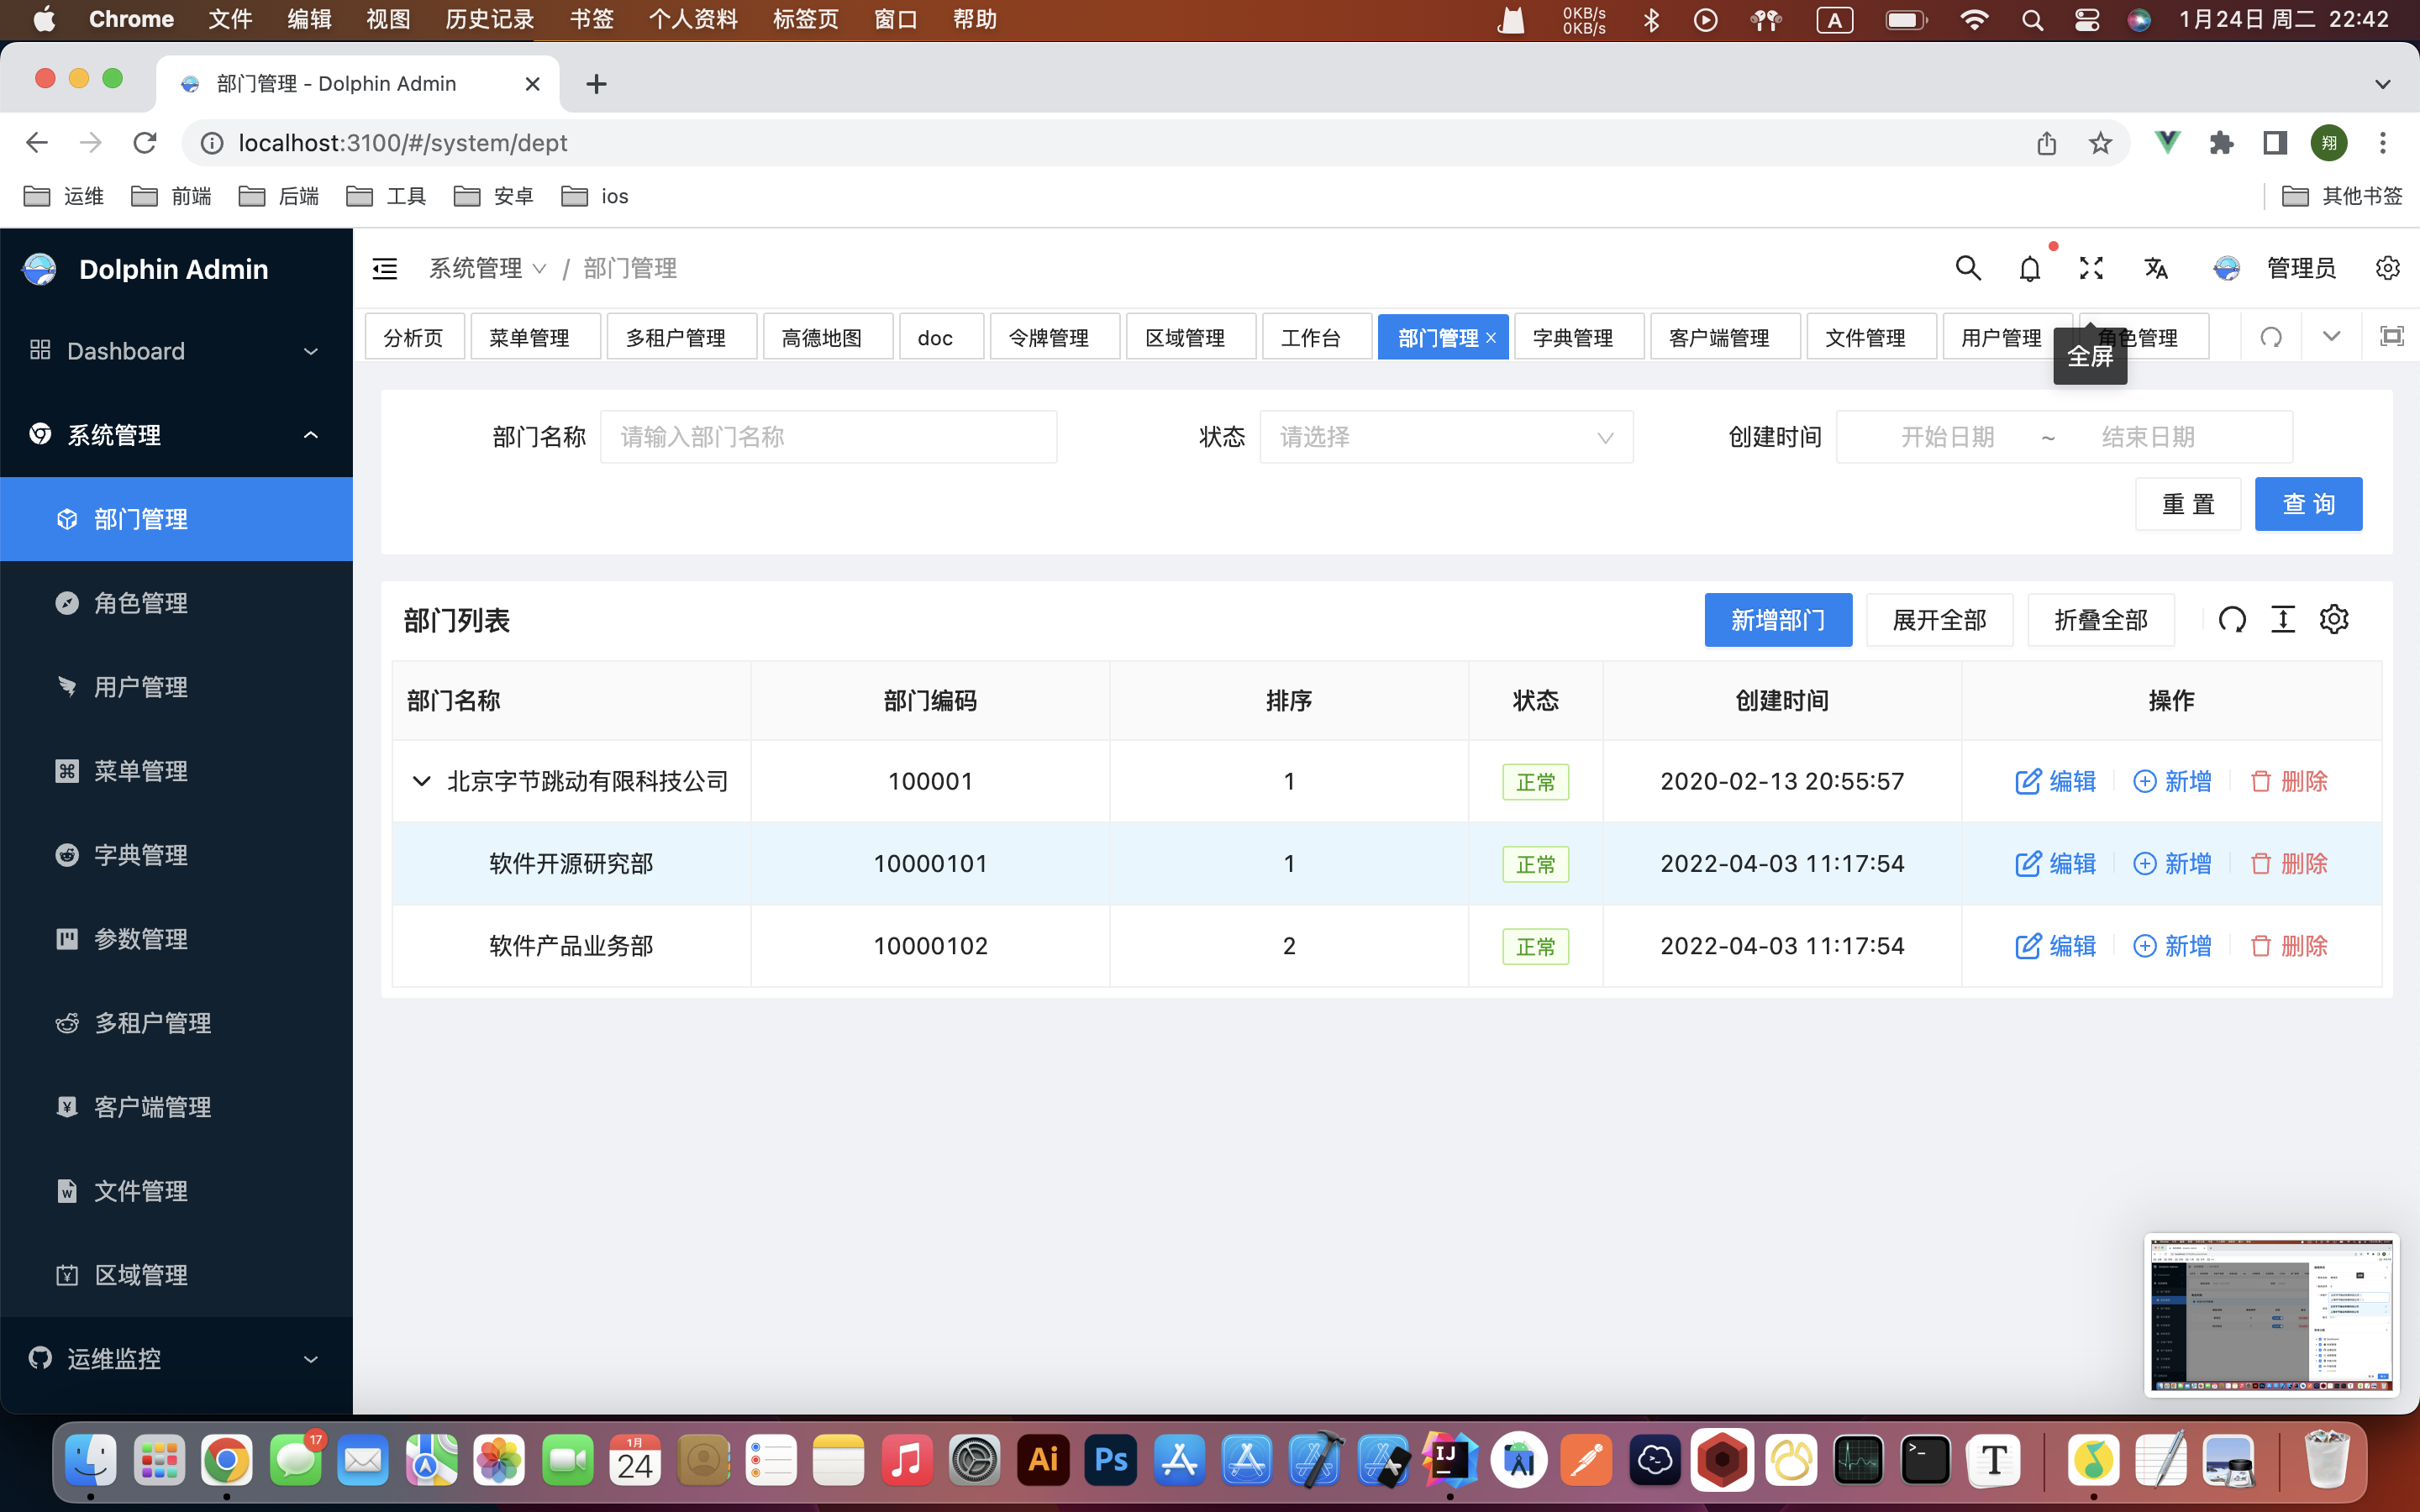 Chrome 文件 编辑 视图 历史记录 书签 个人资料 标签页 窗口 帮助 0KB/s 0KB/s A 1月24日 周二 22:42
部门管理 - Dolphin Admin
localhost:3100/#/system/dept 翔
运维 前端 后端 工具 安卓 ios 其他书签
Dolphin Admin 系统管理 / 部门管理 管理员
分析页 菜单管理 多租户管理 高德地图 doc 令牌管理 区域管理 工作台 部门管理 字典管理 客户端管理 文件管理 用户管理 角色管理
全屏
Dashboard
系统管理
部门管理
角色管理
用户管理
菜单管理
字典管理
参数管理
多租户管理
客户端管理
文件管理
区域管理
运维监控
部门名称 请输入部门名称 状态 请选择 创建时间 开始日期 ~ 结束日期
重 置 查 询
部门列表 新增部门 展开全部 折叠全部
部门名称 部门编码 排序 状态 创建时间 操作
北京字节跳动有限科技公司 100001 1 正常 2020-02-13 20:55:57 编辑 新增 删除
软件开源研究部 10000101 1 正常 2022-04-03 11:17:54 编辑 新增 删除
软件产品业务部 10000102 2 正常 2022-04-03 11:17:54 编辑 新增 删除
17 1月 24 Ai Ps IJ T